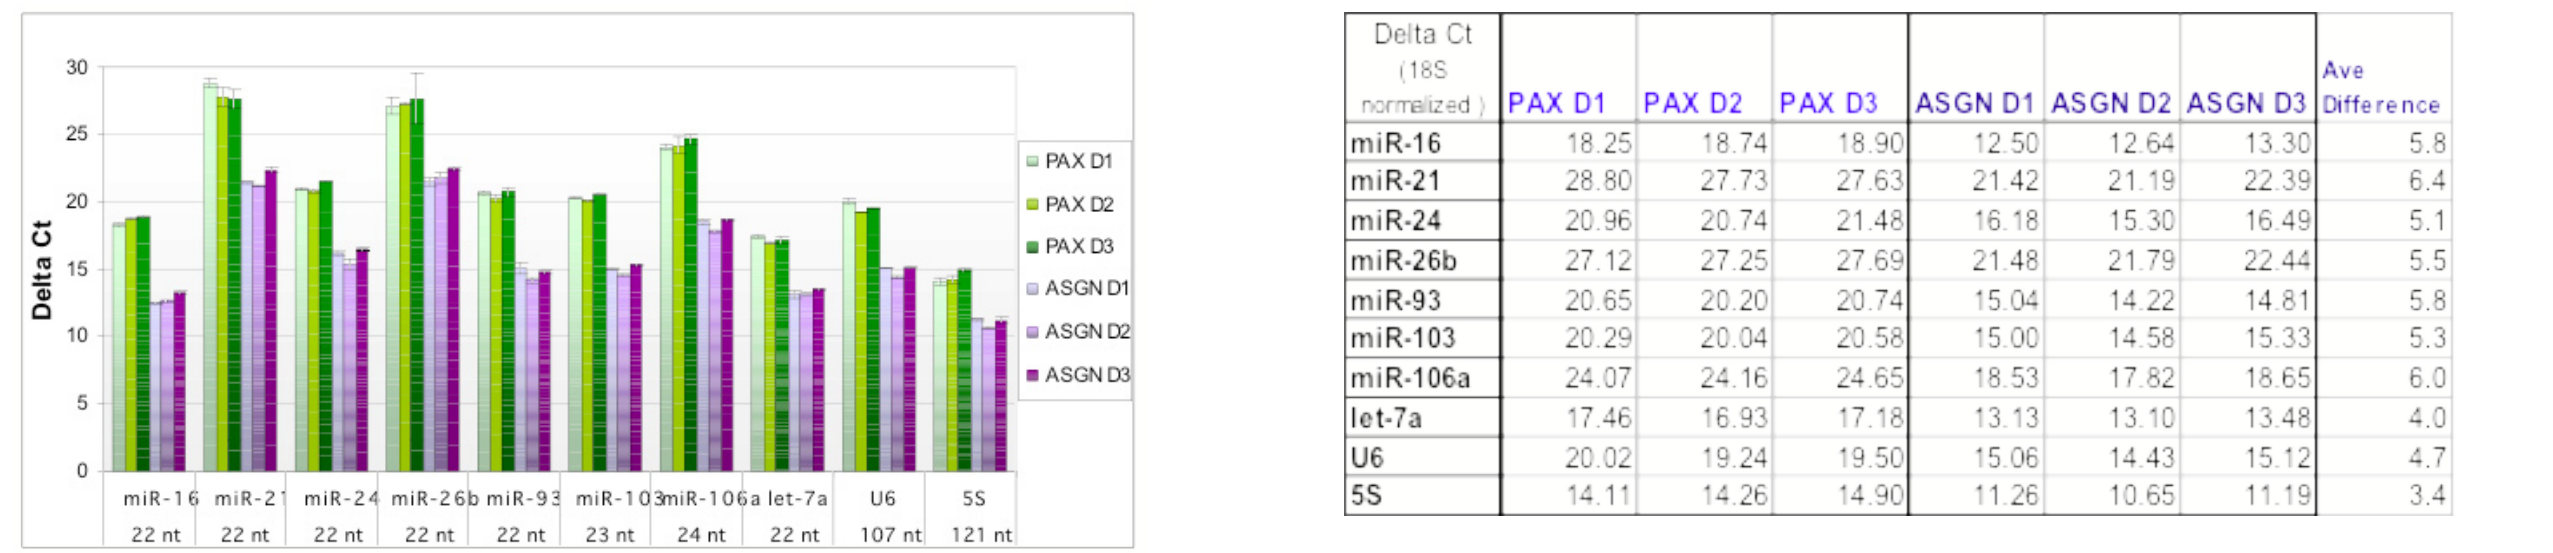 30
25
20
15
10
5
0
Delta Ct
miR-16 miR-21 miR-24 miR-26b miR-93 miR-103 miR-106a let-7a U6 5S
22 nt 22 nt 22 nt 22 nt 22 nt 23 nt 24 nt 22 nt 107 nt 121 nt
PAX D1
PAX D2
PAX D3
ASGN D1
ASGN D2
ASGN D3
Delta Ct
(18S
normalized ) PAX D1 PAX D2 PAX D3 ASGN D1 ASGN D2 ASGN D3 Ave Difference
miR-16 18.25 18.74 18.90 12.50 12.64 13.30 5.8
miR-21 28.80 27.73 27.63 21.42 21.19 22.39 6.4
miR-24 20.96 20.74 21.48 16.18 15.30 16.49 5.1
miR-26b 27.12 27.25 27.69 21.48 21.79 22.44 5.5
miR-93 20.65 20.20 20.74 15.04 14.22 14.81 5.8
miR-103 20.29 20.04 20.58 15.00 14.58 15.33 5.3
miR-106a 24.07 24.16 24.65 18.53 17.82 18.65 6.0
let-7a 17.46 16.93 17.18 13.13 13.10 13.48 4.0
U6 20.02 19.24 19.50 15.06 14.43 15.12 4.7
5S 14.11 14.26 14.90 11.26 10.65 11.19 3.4